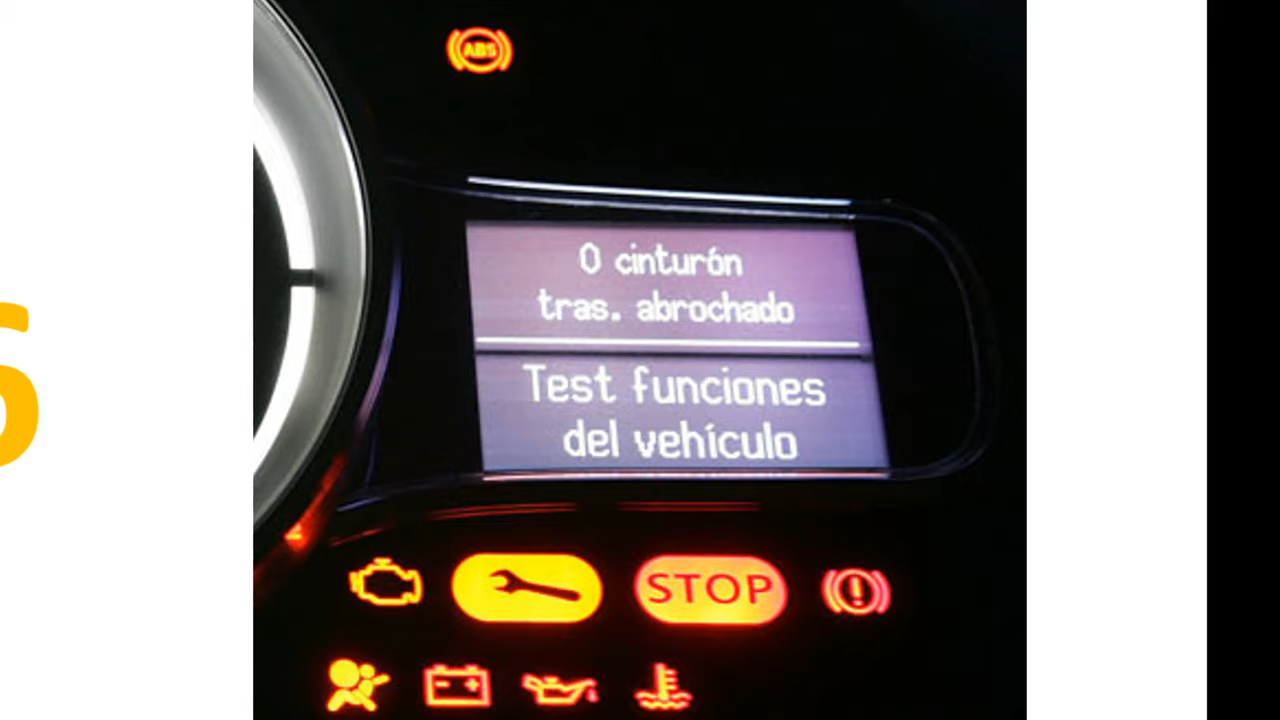 ABS
0 cinturón
tras. abrochado
Test funciones
del vehículo
STOP